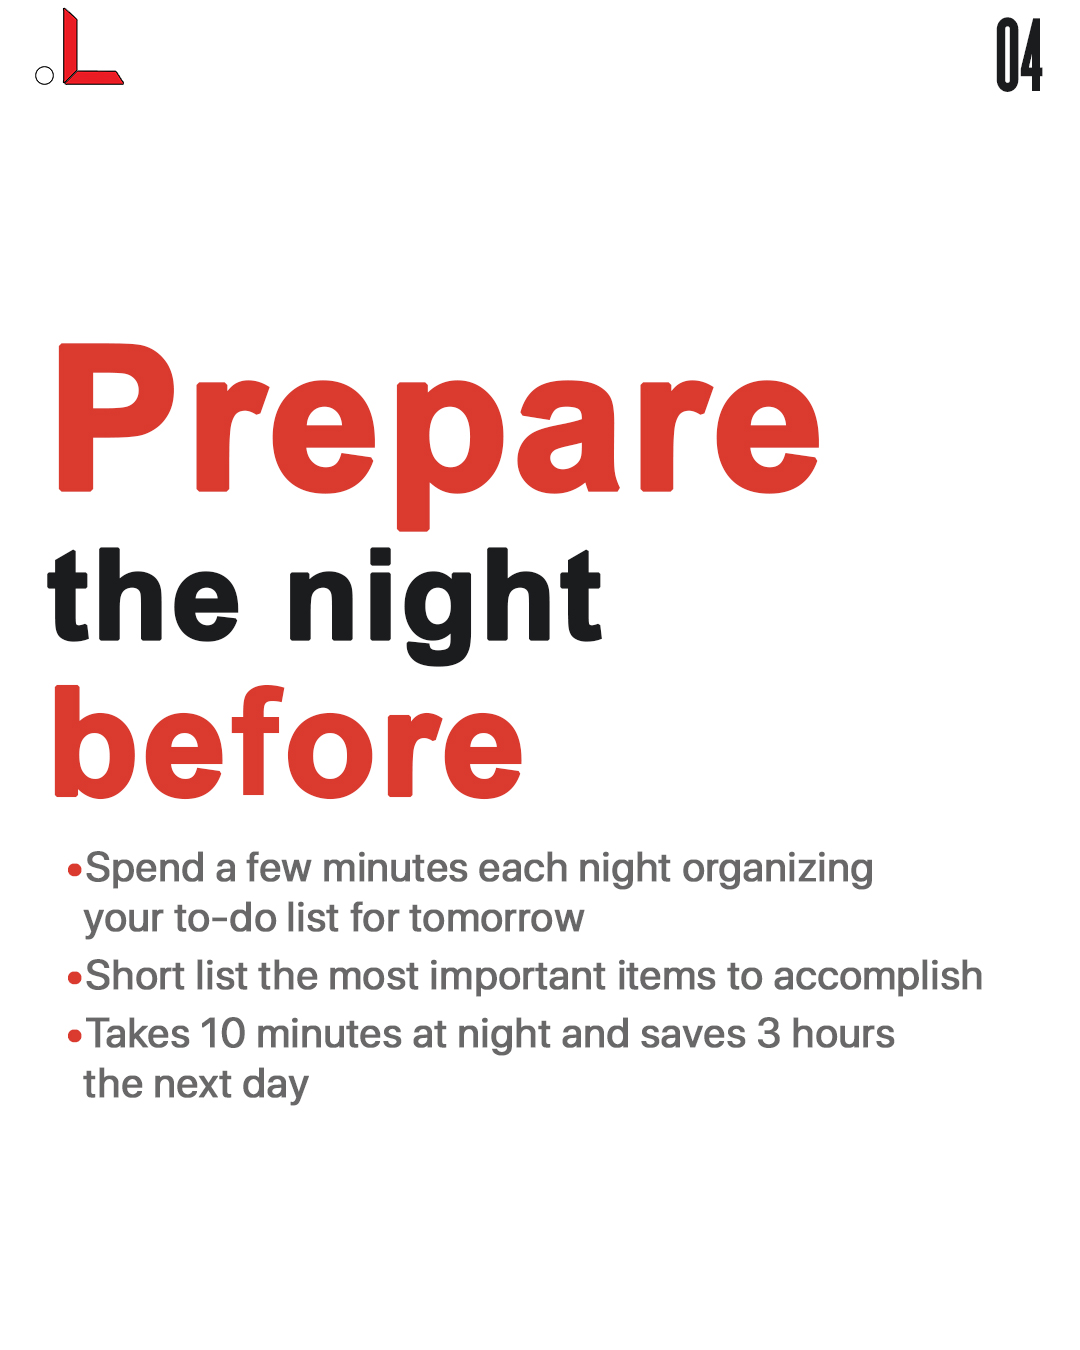 L
04
Prepare
the night
before
•Spend a few minutes each night organizing
your to-do list for tomorrow
•Short list the most important items to accomplish
•Takes 10 minutes at night and saves 3 hours
the next day